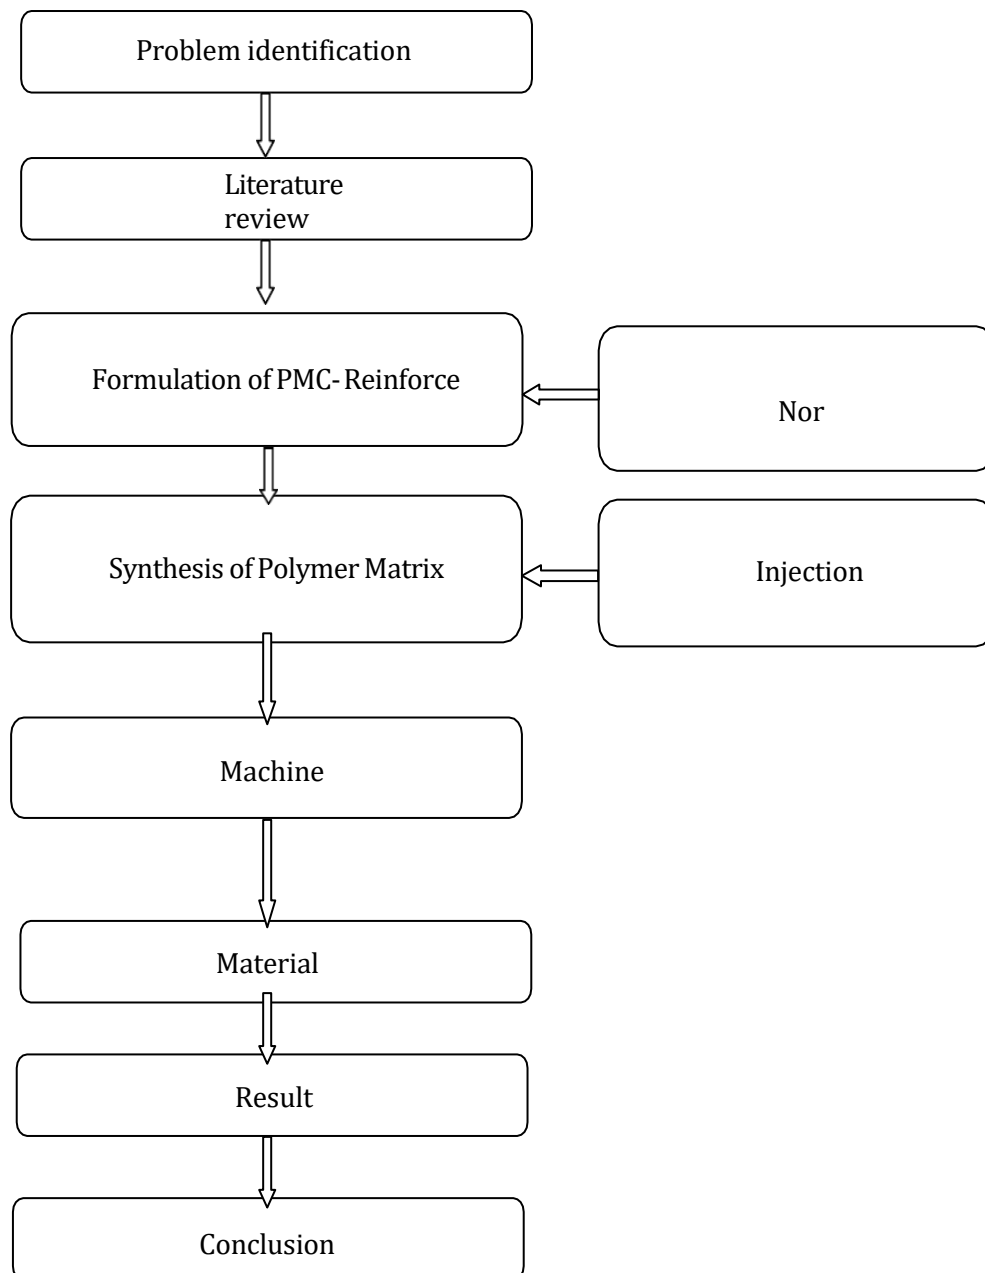 Problem identification
Literature
review
Formulation of PMC- Reinforce
Nor
Synthesis of Polymer Matrix
Injection
Machine
Material
Result
Conclusion